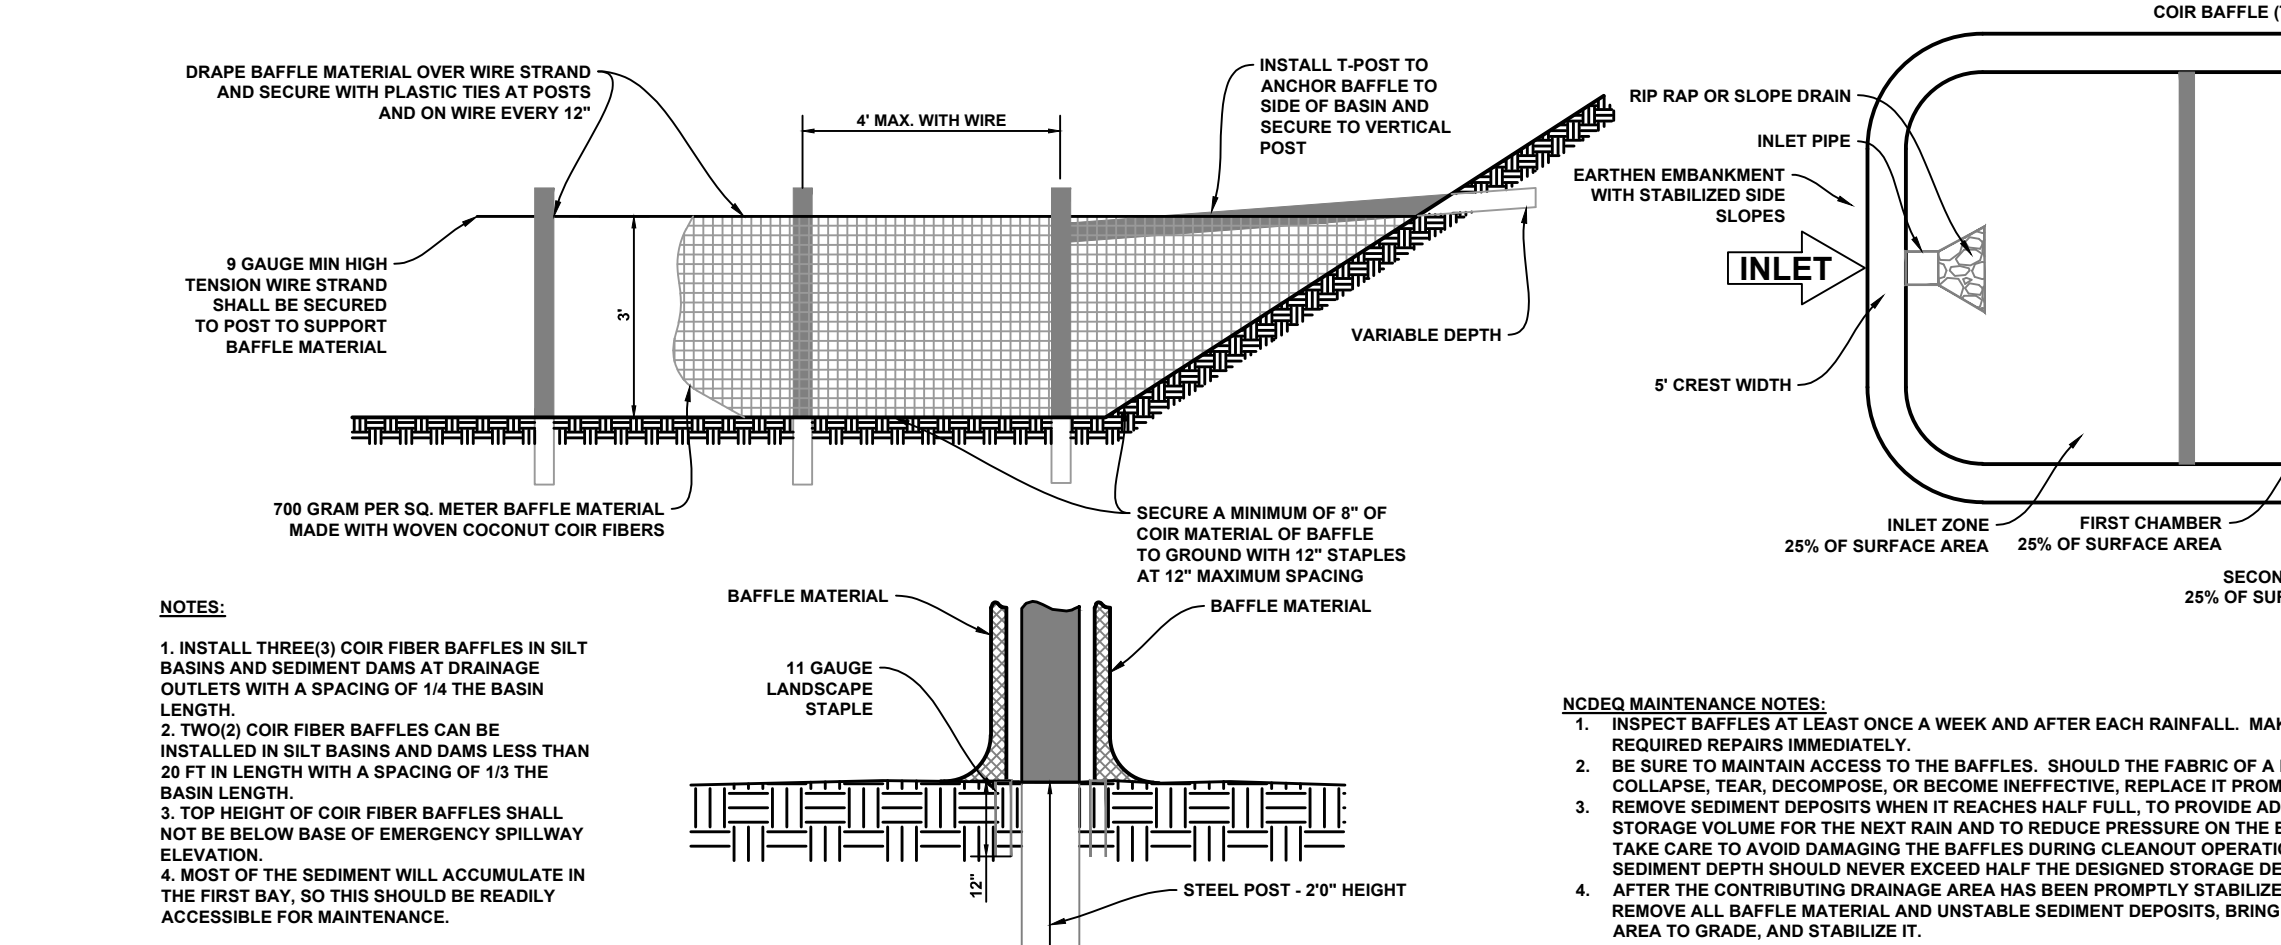 DRAPE BAFFLE MATERIAL OVER WIRE STRAND
AND SECURE WITH PLASTIC TIES AT POSTS
AND ON WIRE EVERY 12"
4' MAX. WITH WIRE
INSTALL T-POST TO
ANCHOR BAFFLE TO
SIDE OF BASIN AND
SECURE TO VERTICAL
POST
9 GAUGE MIN HIGH
TENSION WIRE STRAND
SHALL BE SECURED
TO POST TO SUPPORT
BAFFLE MATERIAL
3'
VARIABLE DEPTH
700 GRAM PER SQ. METER BAFFLE MATERIAL
MADE WITH WOVEN COCONUT COIR FIBERS
SECURE A MINIMUM OF 8" OF
COIR MATERIAL OF BAFFLE
TO GROUND WITH 12" STAPLES
AT 12" MAXIMUM SPACING
COIR BAFFLE (
RIP RAP OR SLOPE DRAIN
INLET PIPE
EARTHEN EMBANKMENT
WITH STABILIZED SIDE
SLOPES
INLET
5' CREST WIDTH
INLET ZONE
25% OF SURFACE AREA
FIRST CHAMBER
25% OF SURFACE AREA
SECON
25% OF SU
BAFFLE MATERIAL
BAFFLE MATERIAL
11 GAUGE
LANDSCAPE
STAPLE
12"
STEEL POST - 2'0" HEIGHT
NOTES:
1. INSTALL THREE(3) COIR FIBER BAFFLES IN SILT
BASINS AND SEDIMENT DAMS AT DRAINAGE
OUTLETS WITH A SPACING OF 1/4 THE BASIN
LENGTH.
2. TWO(2) COIR FIBER BAFFLES CAN BE
INSTALLED IN SILT BASINS AND DAMS LESS THAN
20 FT IN LENGTH WITH A SPACING OF 1/3 THE
BASIN LENGTH.
3. TOP HEIGHT OF COIR FIBER BAFFLES SHALL
NOT BE BELOW BASE OF EMERGENCY SPILLWAY
ELEVATION.
4. MOST OF THE SEDIMENT WILL ACCUMULATE IN
THE FIRST BAY, SO THIS SHOULD BE READILY
ACCESSIBLE FOR MAINTENANCE.
NCDEQ MAINTENANCE NOTES:
1. INSPECT BAFFLES AT LEAST ONCE A WEEK AND AFTER EACH RAINFALL. MA
REQUIRED REPAIRS IMMEDIATELY.
2. BE SURE TO MAINTAIN ACCESS TO THE BAFFLES. SHOULD THE FABRIC OF A
COLLAPSE, TEAR, DECOMPOSE, OR BECOME INEFFECTIVE, REPLACE IT PROM
3. REMOVE SEDIMENT DEPOSITS WHEN IT REACHES HALF FULL, TO PROVIDE AD
STORAGE VOLUME FOR THE NEXT RAIN AND TO REDUCE PRESSURE ON THE
TAKE CARE TO AVOID DAMAGING THE BAFFLES DURING CLEANOUT OPERATI
SEDIMENT DEPTH SHOULD NEVER EXCEED HALF THE DESIGNED STORAGE DE
4. AFTER THE CONTRIBUTING DRAINAGE AREA HAS BEEN PROMPTLY STABILIZE
REMOVE ALL BAFFLE MATERIAL AND UNSTABLE SEDIMENT DEPOSITS, BRING
AREA TO GRADE, AND STABILIZE IT.